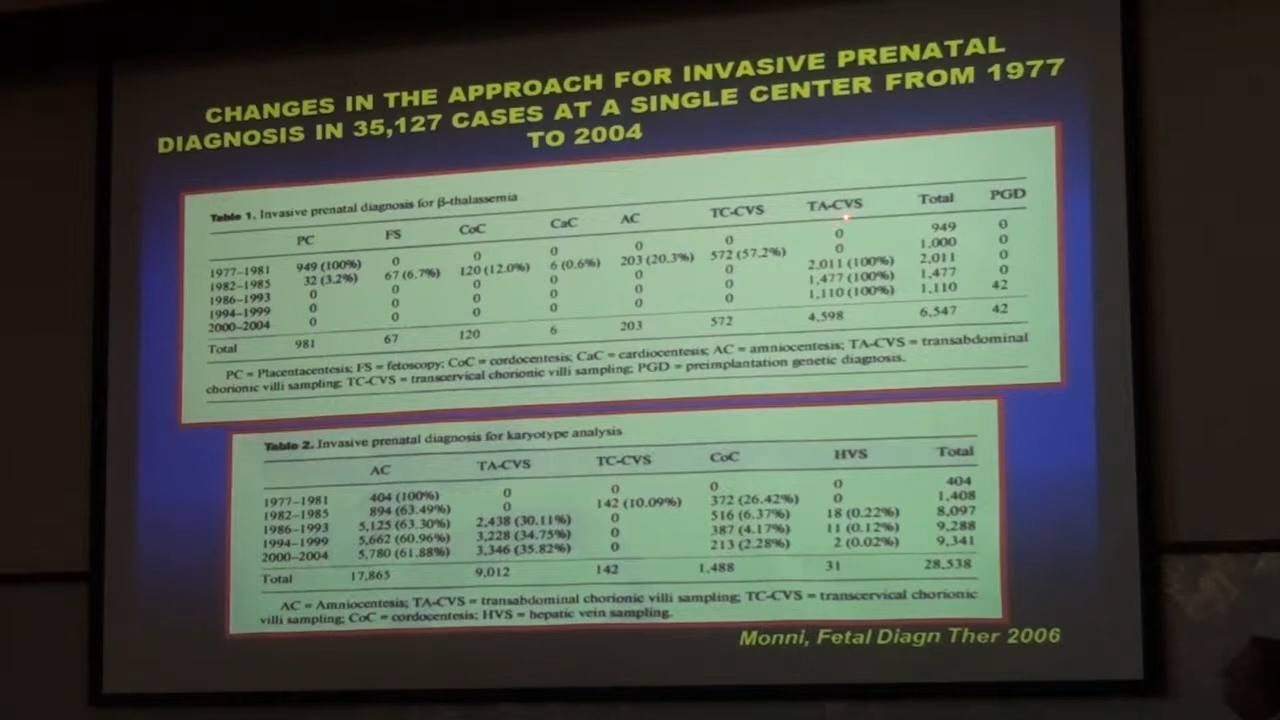 CHANGES IN THE APPROACH FOR INVASIVE PRENATAL
DIAGNOSIS IN 35,127 CASES AT A SINGLE CENTER FROM 1977
TO 2004
Table 1. Invasive prenatal diagnosis for β-thalassemia
PC FS CoC CaC AC TC-CVS TA-CVS Total PGD
1977–1981 949 (100%) 0 0 0 0 0 0 949 0
1982–1985 32 (3.2%) 67 (6.7%) 120 (12.0%) 6 (0.6%) 203 (20.3%) 572 (57.2%) 0 1,000 0
1986–1993 0 0 0 0 0 0 2,011 (100%) 2,011 0
1994–1999 0 0 0 0 0 0 1,477 (100%) 1,477 0
2000–2004 0 0 0 0 0 0 1,110 (100%) 1,110 42
Total 981 67 120 6 203 572 4,598 6,547 42
PC = Placentacentesis; FS = fetoscopy; CoC = cordocentesis; CaC = cardiocentesis; AC = amniocentesis; TA-CVS = transabdominal
chorionic villi sampling; TC-CVS = transcervical chorionic villi sampling; PGD = preimplantation genetic diagnosis.
Table 2. Invasive prenatal diagnosis for karyotype analysis
AC TA-CVS TC-CVS CoC HVS Total
1977–1981 404 (100%) 0 0 0 0 404
1982–1985 894 (63.49%) 0 142 (10.09%) 372 (26.42%) 0 1,408
1986–1993 5,125 (63.30%) 2,438 (30.11%) 0 516 (6.37%) 18 (0.22%) 8,097
1994–1999 5,662 (60.96%) 3,228 (34.75%) 0 387 (4.17%) 11 (0.12%) 9,288
2000–2004 5,780 (61.88%) 3,346 (35.82%) 0 213 (2.28%) 2 (0.02%) 9,341
Total 17,865 9,012 142 1,488 31 28,538
AC = Amniocentesis; TA-CVS = transabdominal chorionic villi sampling; TC-CVS = transcervical chorionic
villi sampling; CoC = cordocentesis; HVS = hepatic vein sampling.
Monni, Fetal Diagn Ther 2006